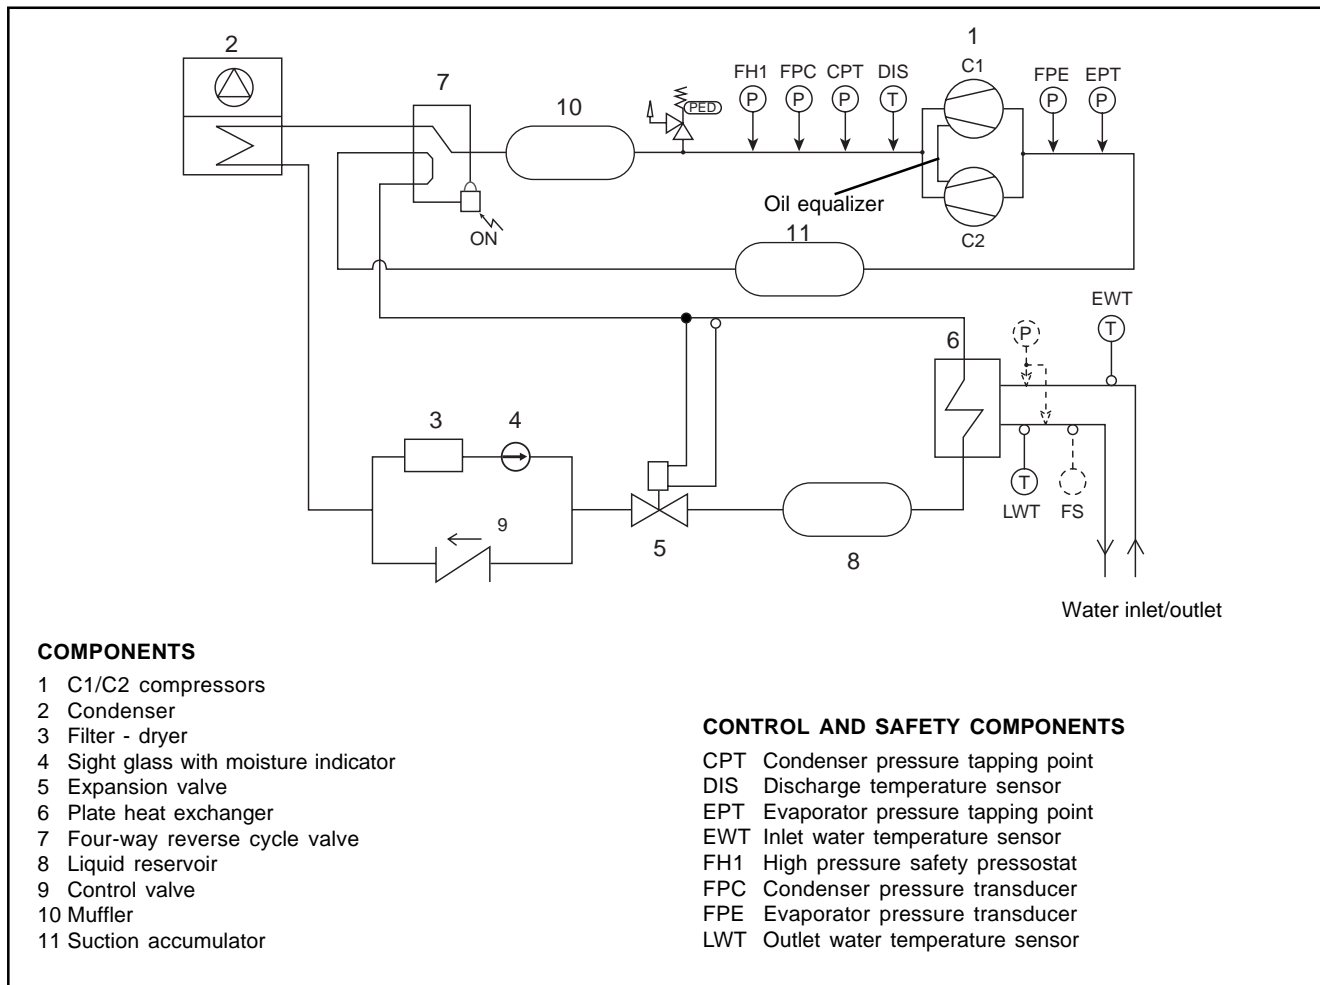 1
2
C1
7
FH1 FPC CPT DIS
FPE EPT
10
PED
P P P T
P P
Oil equalizer
ON
11
C2
EWT
T
P
6
3
4
T
LWT FS
9
5
8
Water inlet/outlet
COMPONENTS
1 C1/C2 compressors
2 Condenser
3 Filter - dryer
4 Sight glass with moisture indicator
5 Expansion valve
6 Plate heat exchanger
7 Four-way reverse cycle valve
8 Liquid reservoir
9 Control valve
10 Muffler
11 Suction accumulator
CONTROL AND SAFETY COMPONENTS
CPT Condenser pressure tapping point
DIS Discharge temperature sensor
EPT Evaporator pressure tapping point
EWT Inlet water temperature sensor
FH1 High pressure safety pressostat
FPC Condenser pressure transducer
FPE Evaporator pressure transducer
LWT Outlet water temperature sensor